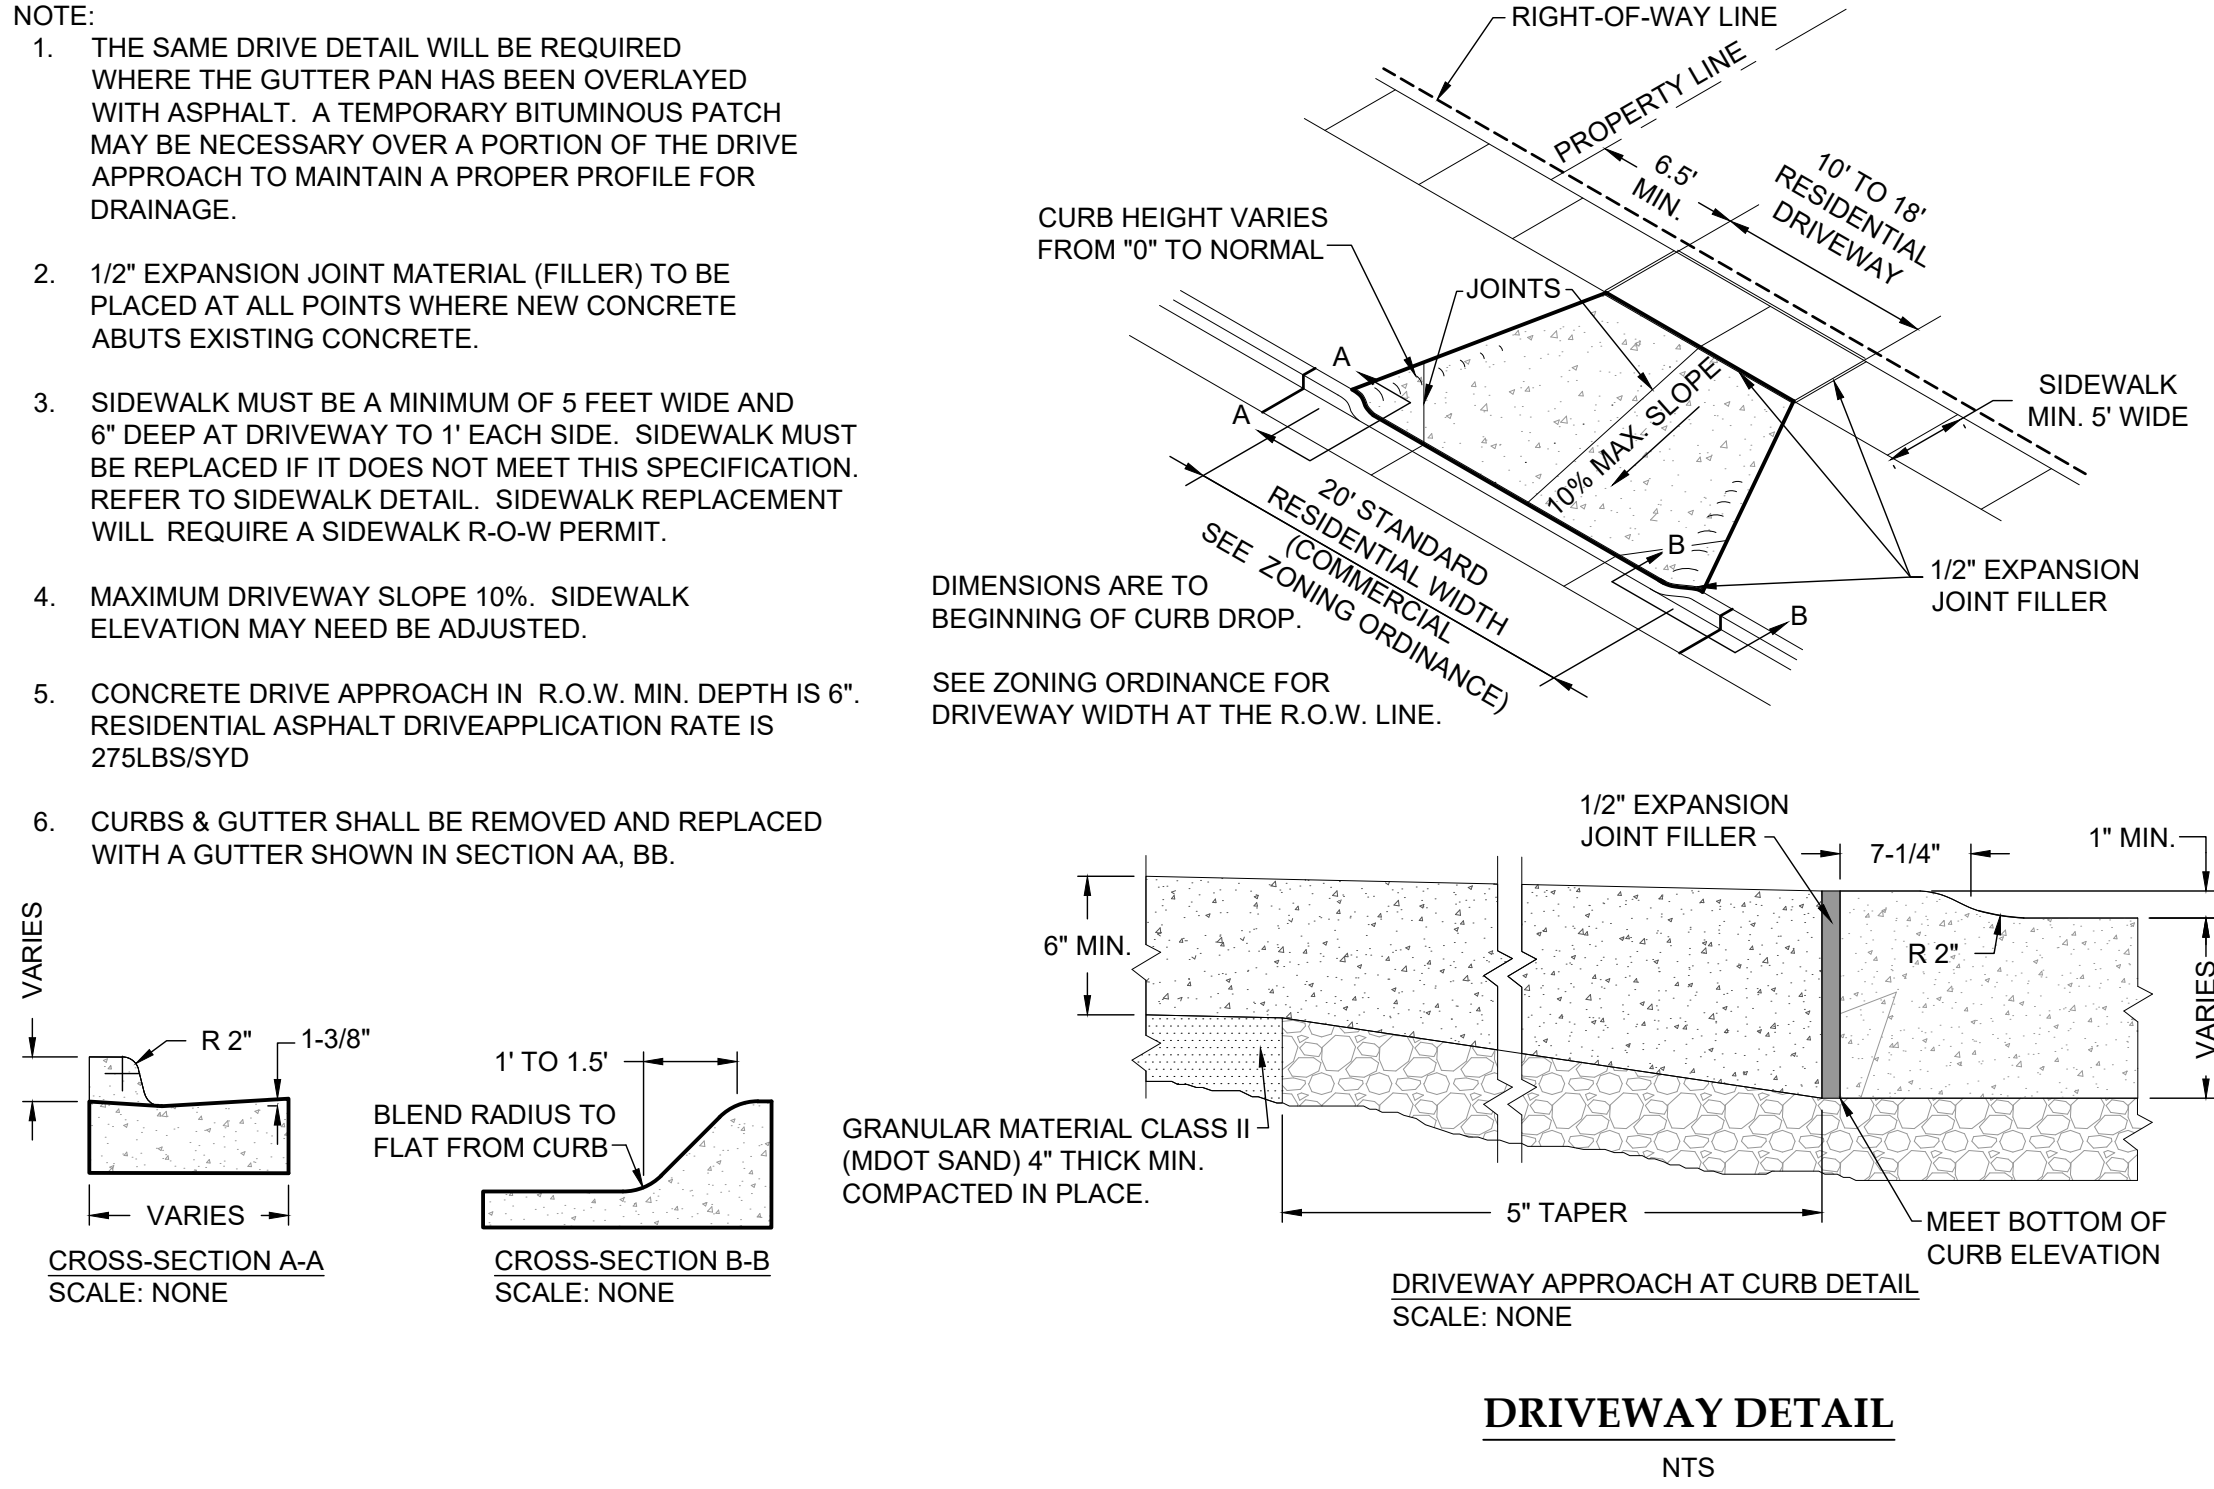 NOTE:
1. THE SAME DRIVE DETAIL WILL BE REQUIRED
WHERE THE GUTTER PAN HAS BEEN OVERLAYED
WITH ASPHALT. A TEMPORARY BITUMINOUS PATCH
MAY BE NECESSARY OVER A PORTION OF THE DRIVE
APPROACH TO MAINTAIN A PROPER PROFILE FOR
DRAINAGE.
2. 1/2" EXPANSION JOINT MATERIAL (FILLER) TO BE
PLACED AT ALL POINTS WHERE NEW CONCRETE
ABUTS EXISTING CONCRETE.
3. SIDEWALK MUST BE A MINIMUM OF 5 FEET WIDE AND
6" DEEP AT DRIVEWAY TO 1' EACH SIDE. SIDEWALK MUST
BE REPLACED IF IT DOES NOT MEET THIS SPECIFICATION.
REFER TO SIDEWALK DETAIL. SIDEWALK REPLACEMENT
WILL REQUIRE A SIDEWALK R-O-W PERMIT.
4. MAXIMUM DRIVEWAY SLOPE 10%. SIDEWALK
ELEVATION MAY NEED BE ADJUSTED.
5. CONCRETE DRIVE APPROACH IN R.O.W. MIN. DEPTH IS 6".
RESIDENTIAL ASPHALT DRIVEAPPLICATION RATE IS
275LBS/SYD
6. CURBS & GUTTER SHALL BE REMOVED AND REPLACED
WITH A GUTTER SHOWN IN SECTION AA, BB.
RIGHT-OF-WAY LINE
PROPERTY LINE
6.5'
MIN.
10' TO 18'
RESIDENTIAL
DRIVEWAY
CURB HEIGHT VARIES
FROM "0" TO NORMAL
JOINTS
A
A
10% MAX. SLOPE
SIDEWALK
MIN. 5' WIDE
20' STANDARD
RESIDENTIAL WIDTH
(COMMERCIAL
SEE ZONING ORDINANCE)
B
B
1/2" EXPANSION
JOINT FILLER
DIMENSIONS ARE TO
BEGINNING OF CURB DROP.
SEE ZONING ORDINANCE FOR
DRIVEWAY WIDTH AT THE R.O.W. LINE.
VARIES
R 2"
1-3/8"
VARIES
CROSS-SECTION A-A
SCALE: NONE
1' TO 1.5'
BLEND RADIUS TO
FLAT FROM CURB
CROSS-SECTION B-B
SCALE: NONE
1/2" EXPANSION
JOINT FILLER
7-1/4"
1" MIN.
6" MIN.
R 2"
VARIES
GRANULAR MATERIAL CLASS II
(MDOT SAND) 4" THICK MIN.
COMPACTED IN PLACE.
5" TAPER
MEET BOTTOM OF
CURB ELEVATION
DRIVEWAY APPROACH AT CURB DETAIL
SCALE: NONE
DRIVEWAY DETAIL
NTS